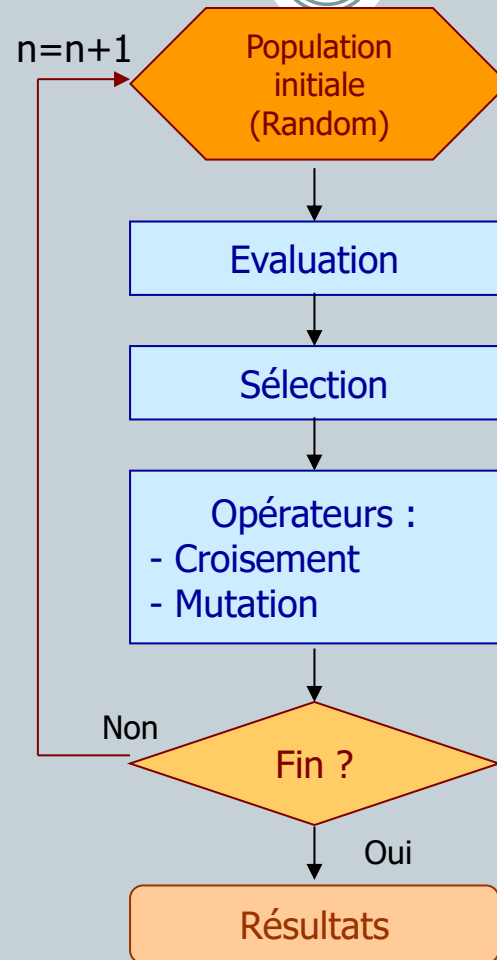 n=n+1
Population
initiale
(Random)
Evaluation
Sélection
Opérateurs :
- Croisement
- Mutation
Non
Fin ?
Oui
Résultats